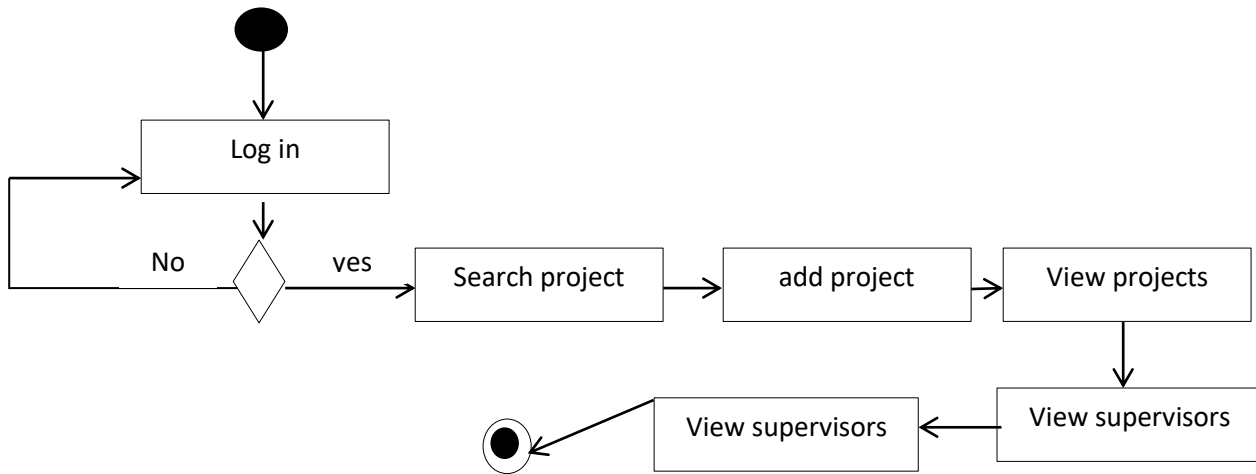 Log in
No
ves
Search project
add project
View projects
View supervisors
View supervisors